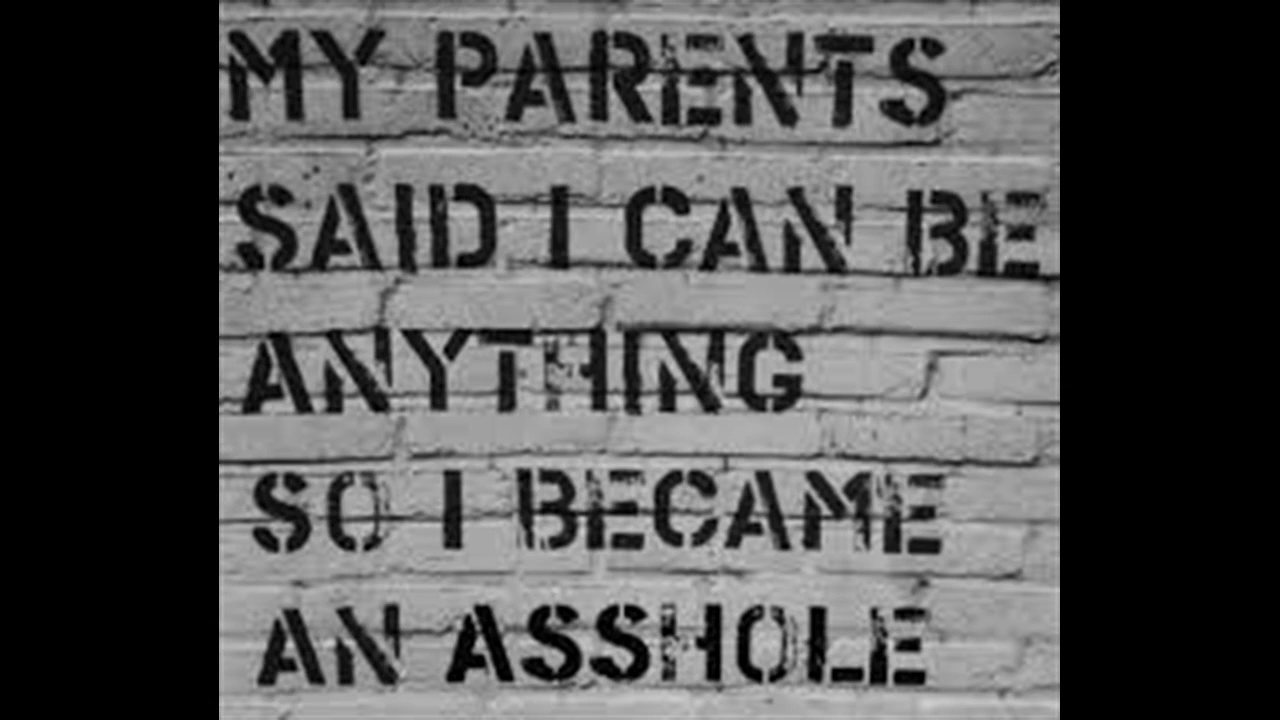 MY PARENTS
SAID I CAN BE
ANYTHING
SO I BECAME
AN ASSHOLE